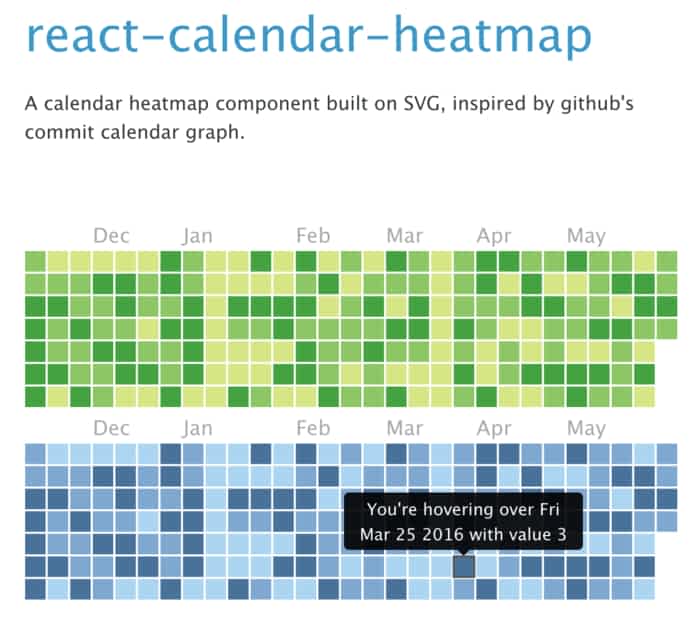 react-calendar-heatmap
A calendar heatmap component built on SVG, inspired by github's
commit calendar graph.
Dec Jan Feb Mar Apr May
Dec Jan Feb Mar Apr May
You're hovering over Fri
Mar 25 2016 with value 3